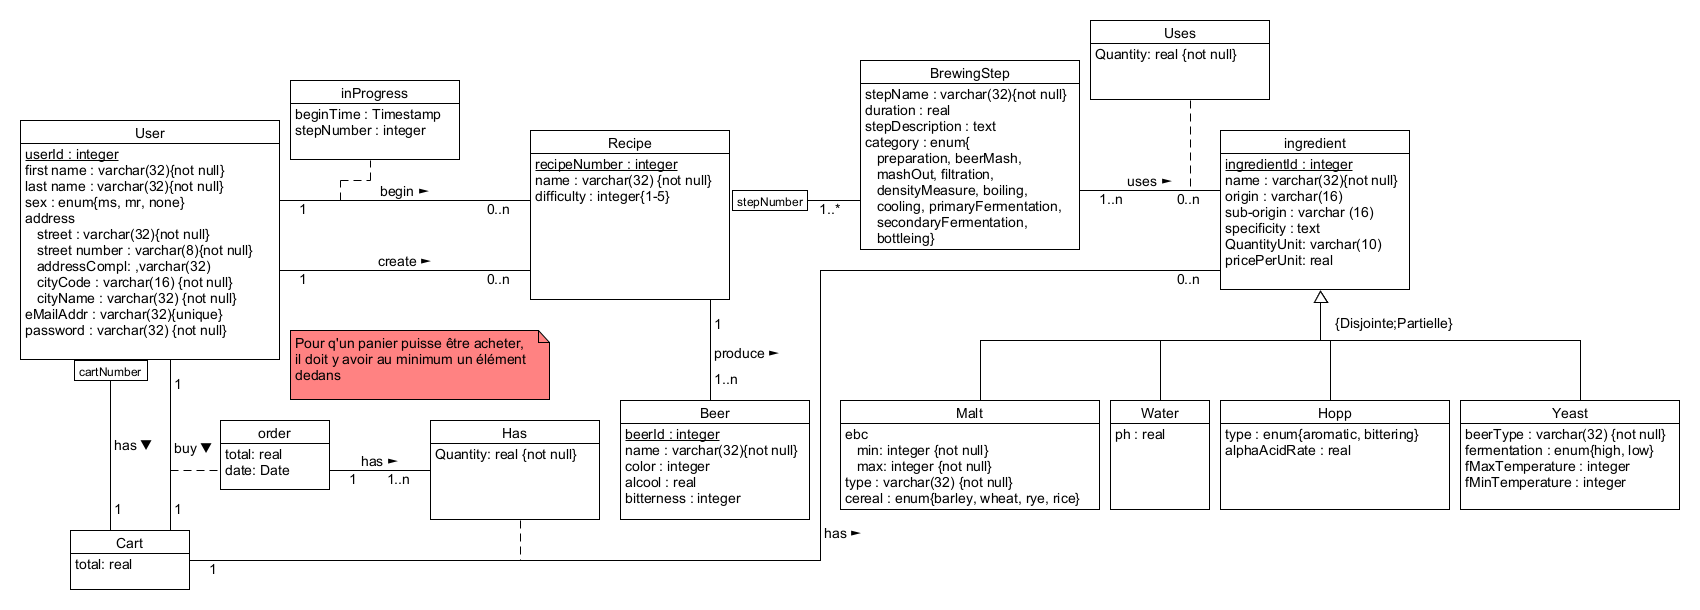 User
userId : integer
first name : varchar(32){not null}
last name : varchar(32){not null}
sex : enum{ms, mr, none}
address
street : varchar(32){not null}
street number : varchar(8){not null}
addressCompl: ,varchar(32)
cityCode : varchar(16) {not null}
cityName : varchar(32) {not null}
eMailAddr : varchar(32){unique}
password : varchar(32) {not null}
cartNumber
inProgress
beginTime : Timestamp
stepNumber : integer
begin ►
1
0..n
create ►
1
0..n
Recipe
recipeNumber : integer
name : varchar(32) {not null}
difficulty : integer{1-5}
stepNumber
1..*
BrewingStep
stepName : varchar(32){not null}
duration : real
stepDescription : text
category : enum{
preparation, beerMash,
mashOut, filtration,
densityMeasure, boiling,
cooling, primaryFermentation,
secondaryFermentation,
bottleing}
Uses
Quantity: real {not null}
uses ►
1..n
0..n
ingredient
ingredientId : integer
name : varchar(32){not null}
origin : varchar(16)
sub-origin : varchar (16)
specificity : text
QuantityUnit: varchar(10)
pricePerUnit: real
0..n
{Disjointe;Partielle}
Pour q'un panier puisse être acheter,
il doit y avoir au minimum un élément
dedans
1
produce ►
1..n
1
has ▼
buy ▼
1
1
order
total: real
date: Date
has ►
1
1..n
Has
Quantity: real {not null}
Beer
beerId : integer
name : varchar(32){not null}
color : integer
alcool : real
bitterness : integer
Malt
ebc
min: integer {not null}
max: integer {not null}
type : varchar(32) {not null}
cereal : enum{barley, wheat, rye, rice}
Water
ph : real
Hopp
type : enum{aromatic, bittering}
alphaAcidRate : real
Yeast
beerType : varchar(32) {not null}
fermentation : enum{high, low}
fMaxTemperature : integer
fMinTemperature : integer
Cart
total: real
1
has ►